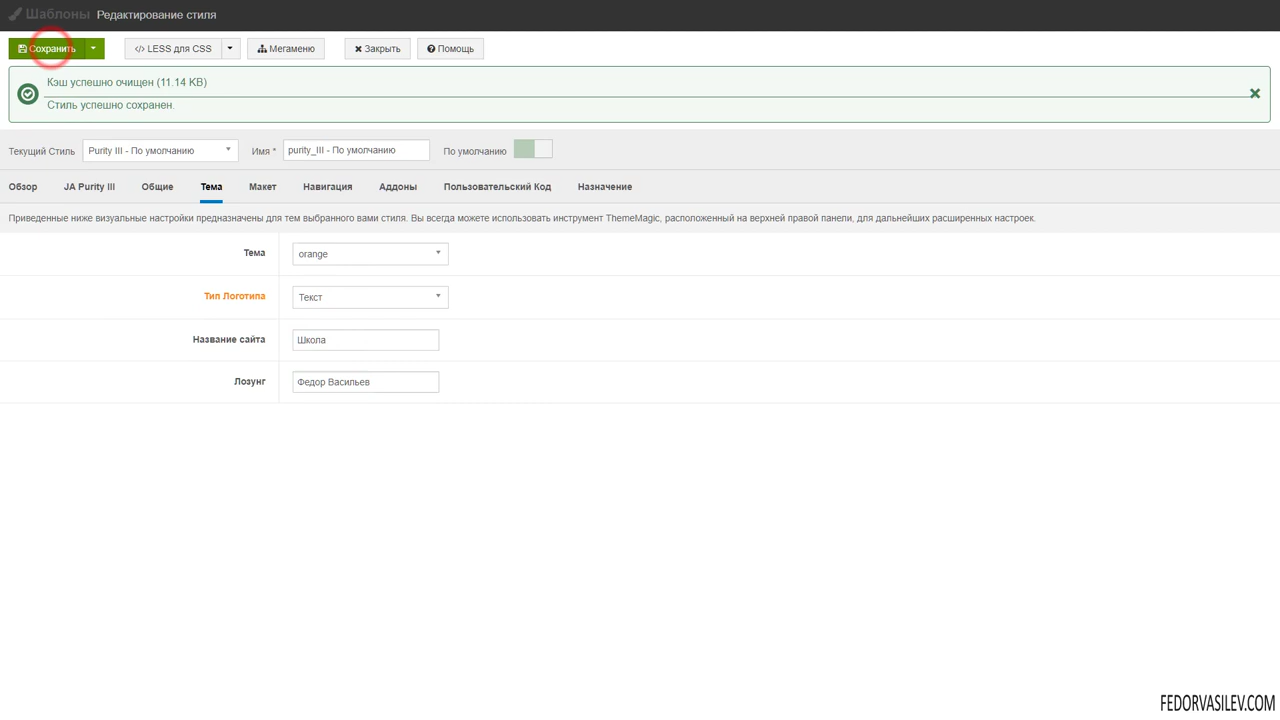 Шаблоны Редактирование стиля
Сохранить LESS для CSS Мегаменю Закрыть Помощь
Кэш успешно очищен (11.14 KB)
Стиль успешно сохранен.
Текущий Стиль Purity III - По умолчанию Имя * purity_III - По умолчанию По умолчанию
Обзор JA Purity III Общие Тема Макет Навигация Аддоны Пользовательский Код Назначение
Приведенные ниже визуальные настройки предназначены для тем выбранного вами стиля. Вы всегда можете использовать инструмент ThemeMagic, расположенный на верхней правой панели, для дальнейших расширенных настроек.
Тема orange
Тип Логотипа Текст
Название сайта Школа
Лозунг Федор Васильев
FEDORVASILEV.COM